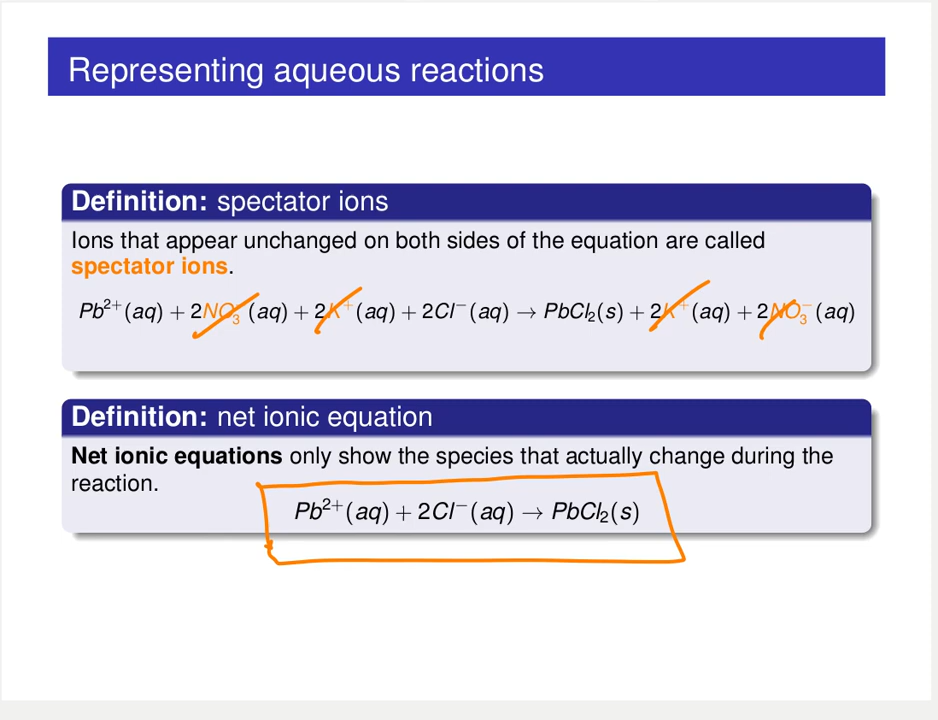 Representing aqueous reactions
Definition: spectator ions
Ions that appear unchanged on both sides of the equation are called
spectator ions.
Pb²⁺(aq) + 2NO₃⁻(aq) + 2K⁺(aq) + 2Cl⁻(aq) → PbCl₂(s) + 2K⁺(aq) + 2NO₃⁻(aq)
Definition: net ionic equation
Net ionic equations only show the species that actually change during the
reaction.
Pb²⁺(aq) + 2Cl⁻(aq) → PbCl₂(s)